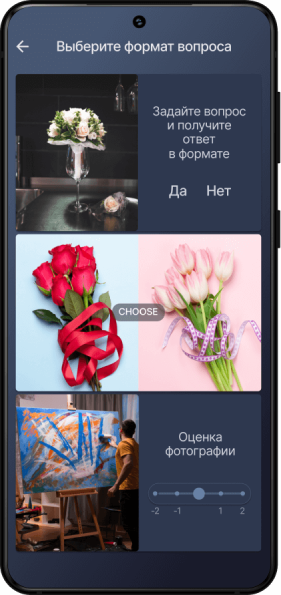 Выберите формат вопроса
Задайте вопрос
и получите
ответ
в формате
Да Нет
CHOOSE
Оценка
фотографии
-2 -1 1 2